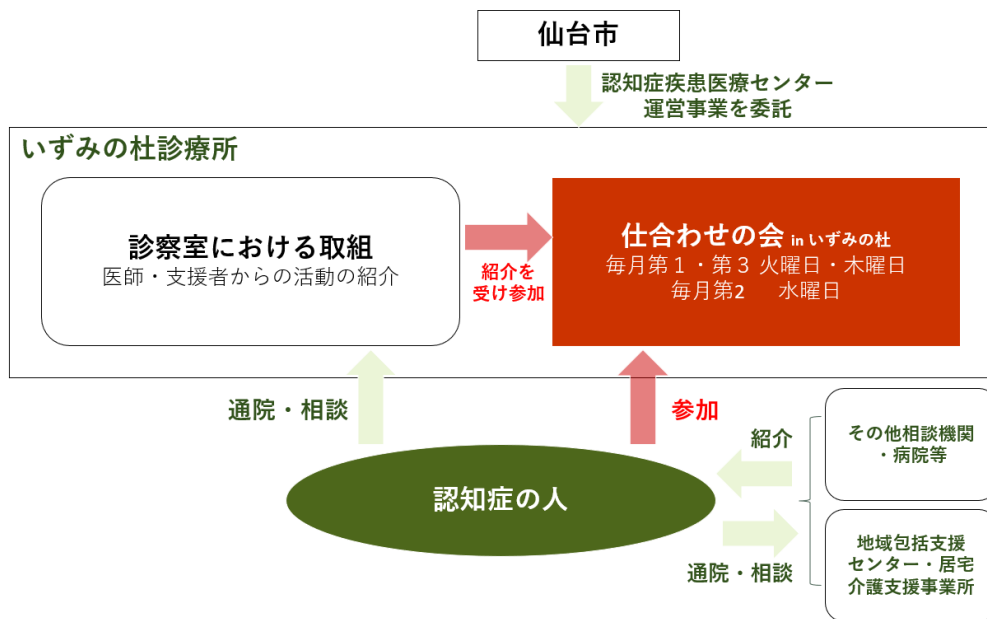 仙台市
認知症疾患医療センター
運営事業を委託
いずみの杜診療所
診察室における取組
医師・支援者からの活動の紹介
紹介を
受け参加
仕合わせの会 in いずみの杜
毎月第１・第３ 火曜日・木曜日
毎月第2　水曜日
通院・相談
参加
認知症の人
紹介
通院・相談
その他相談機関
・病院等
地域包括支援
センター・居宅
介護支援事業所